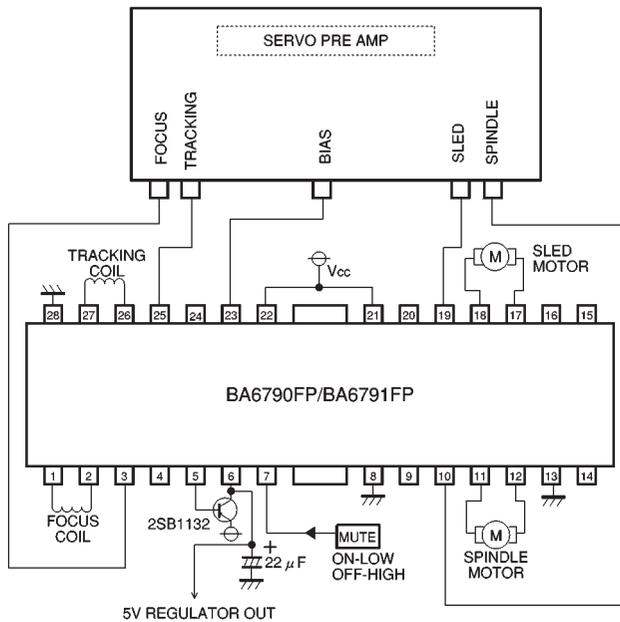 SERVO PRE AMP
FOCUS
TRACKING
BIAS
SLED
SPINDLE
TRACKING
COIL
Vcc
M
SLED
MOTOR
28 27 26 25 24 23 22 21 20 19 18 17 16 15
BA6790FP/BA6791FP
1 2 3 4 5 6 7 8 9 10 11 12 13 14
FOCUS
COIL
2SB1132
+
22 µF
MUTE
ON-LOW
OFF-HIGH
M
SPINDLE
MOTOR
5V REGULATOR OUT